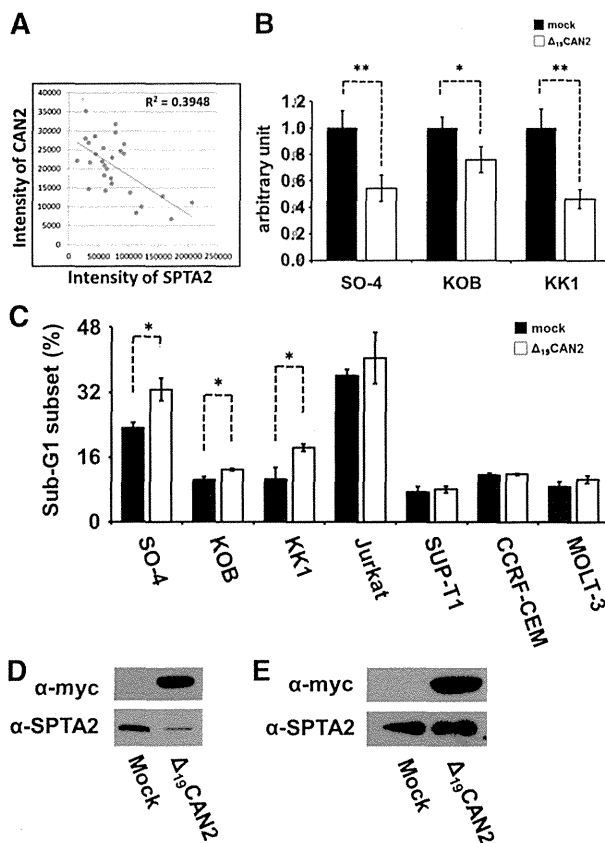 A
R² = 0.3948
Intensity of CAN2
40000
35000
30000
25000
20000
15000
10000
5000
0
0 50000 100000 150000 200000 250000
Intensity of SPTA2
B
mock
Δ₁₉CAN2
** * **
arbitrary unit
1.2
1.0
0.8
0.6
0.4
0.2
0.0
SO-4 KOB KK1
C
mock
Δ₁₉CAN2
* * *
Sub-G1 subset (%)
48
32
16
0
SO-4
KOB
KK1
Jurkat
SUP-T1
CCRF-CEM
MOLT-3
D
α-myc
α-SPTA2
Mock
Δ₁₉CAN2
E
α-myc
α-SPTA2
Mock
Δ₁₉CAN2